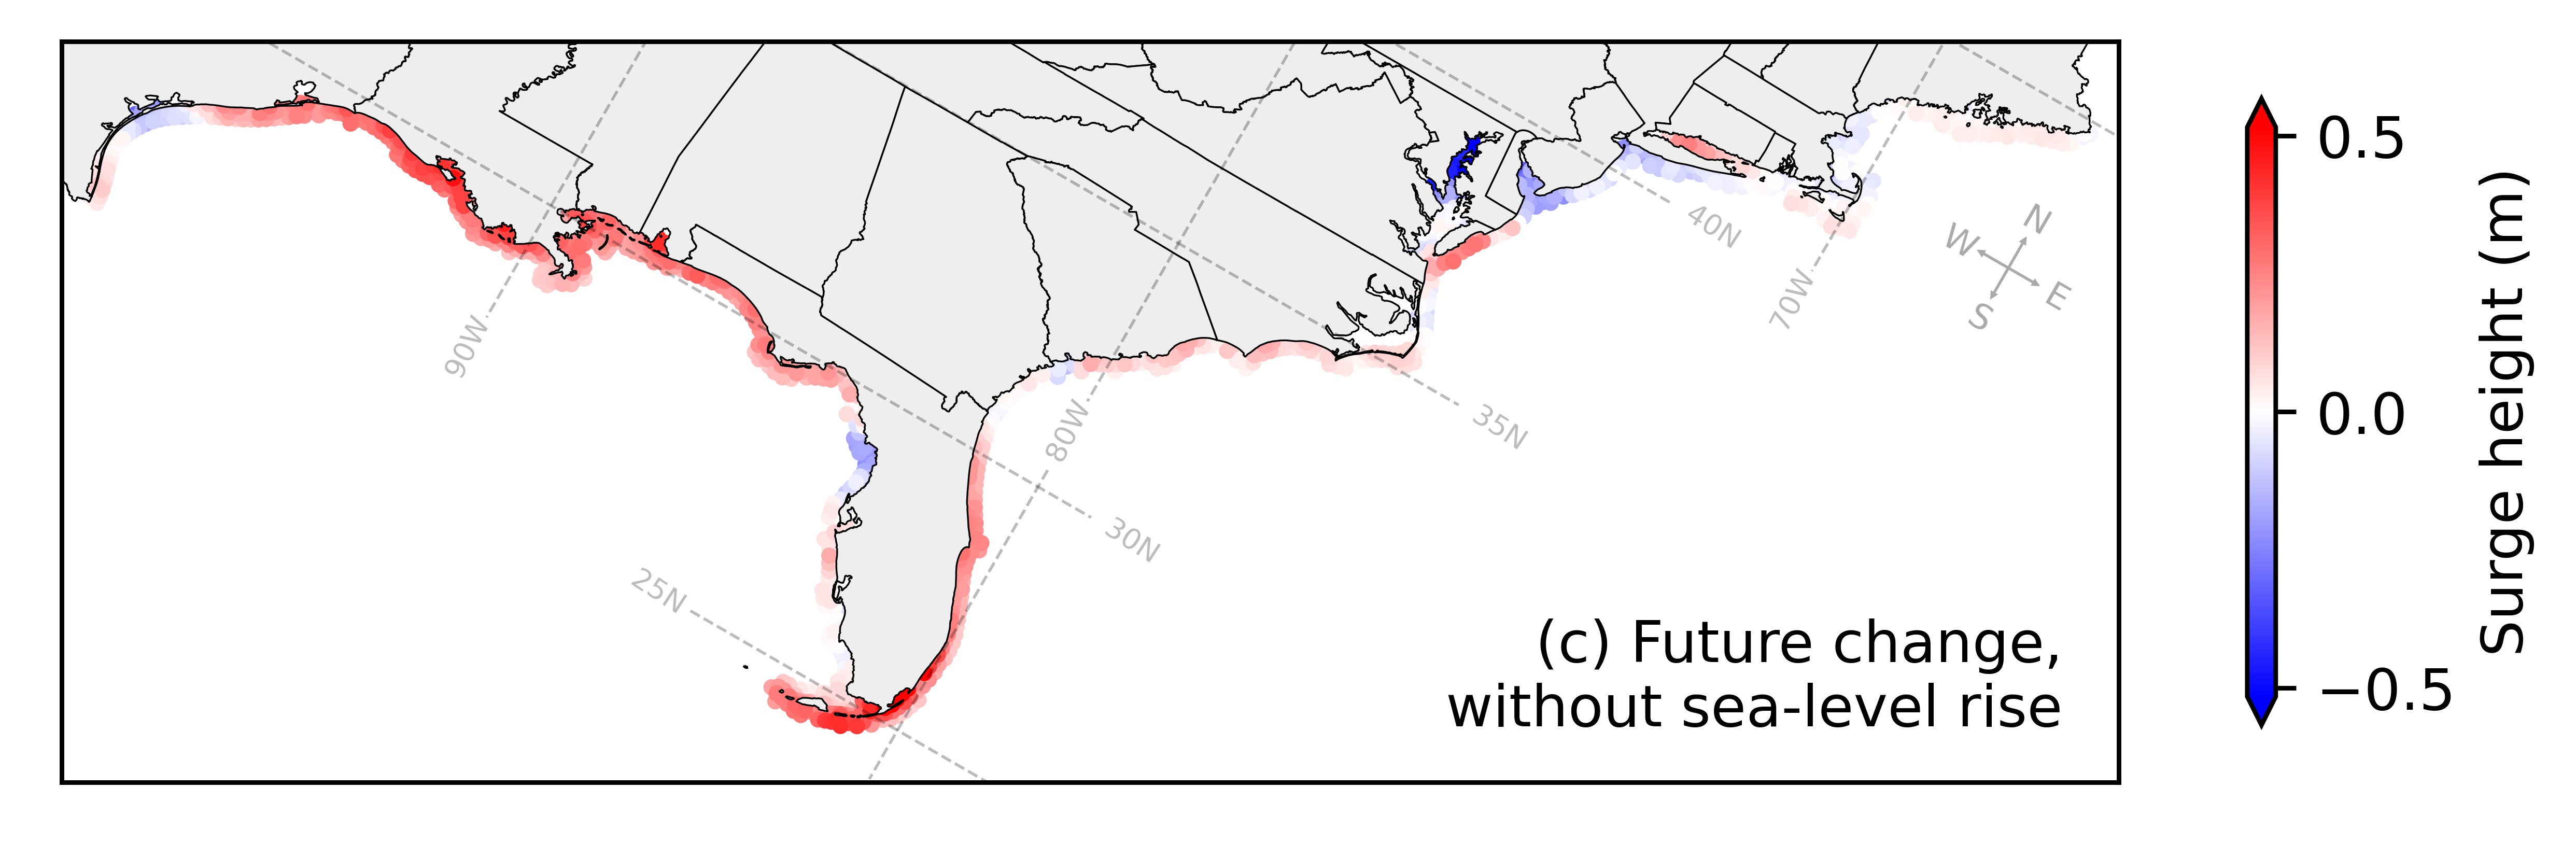 40N
N
W
E
S
70W
90W
35N
80W
30N
25N
(c) Future change,
without sea-level rise
0.5
0.0
−0.5
Surge height (m)